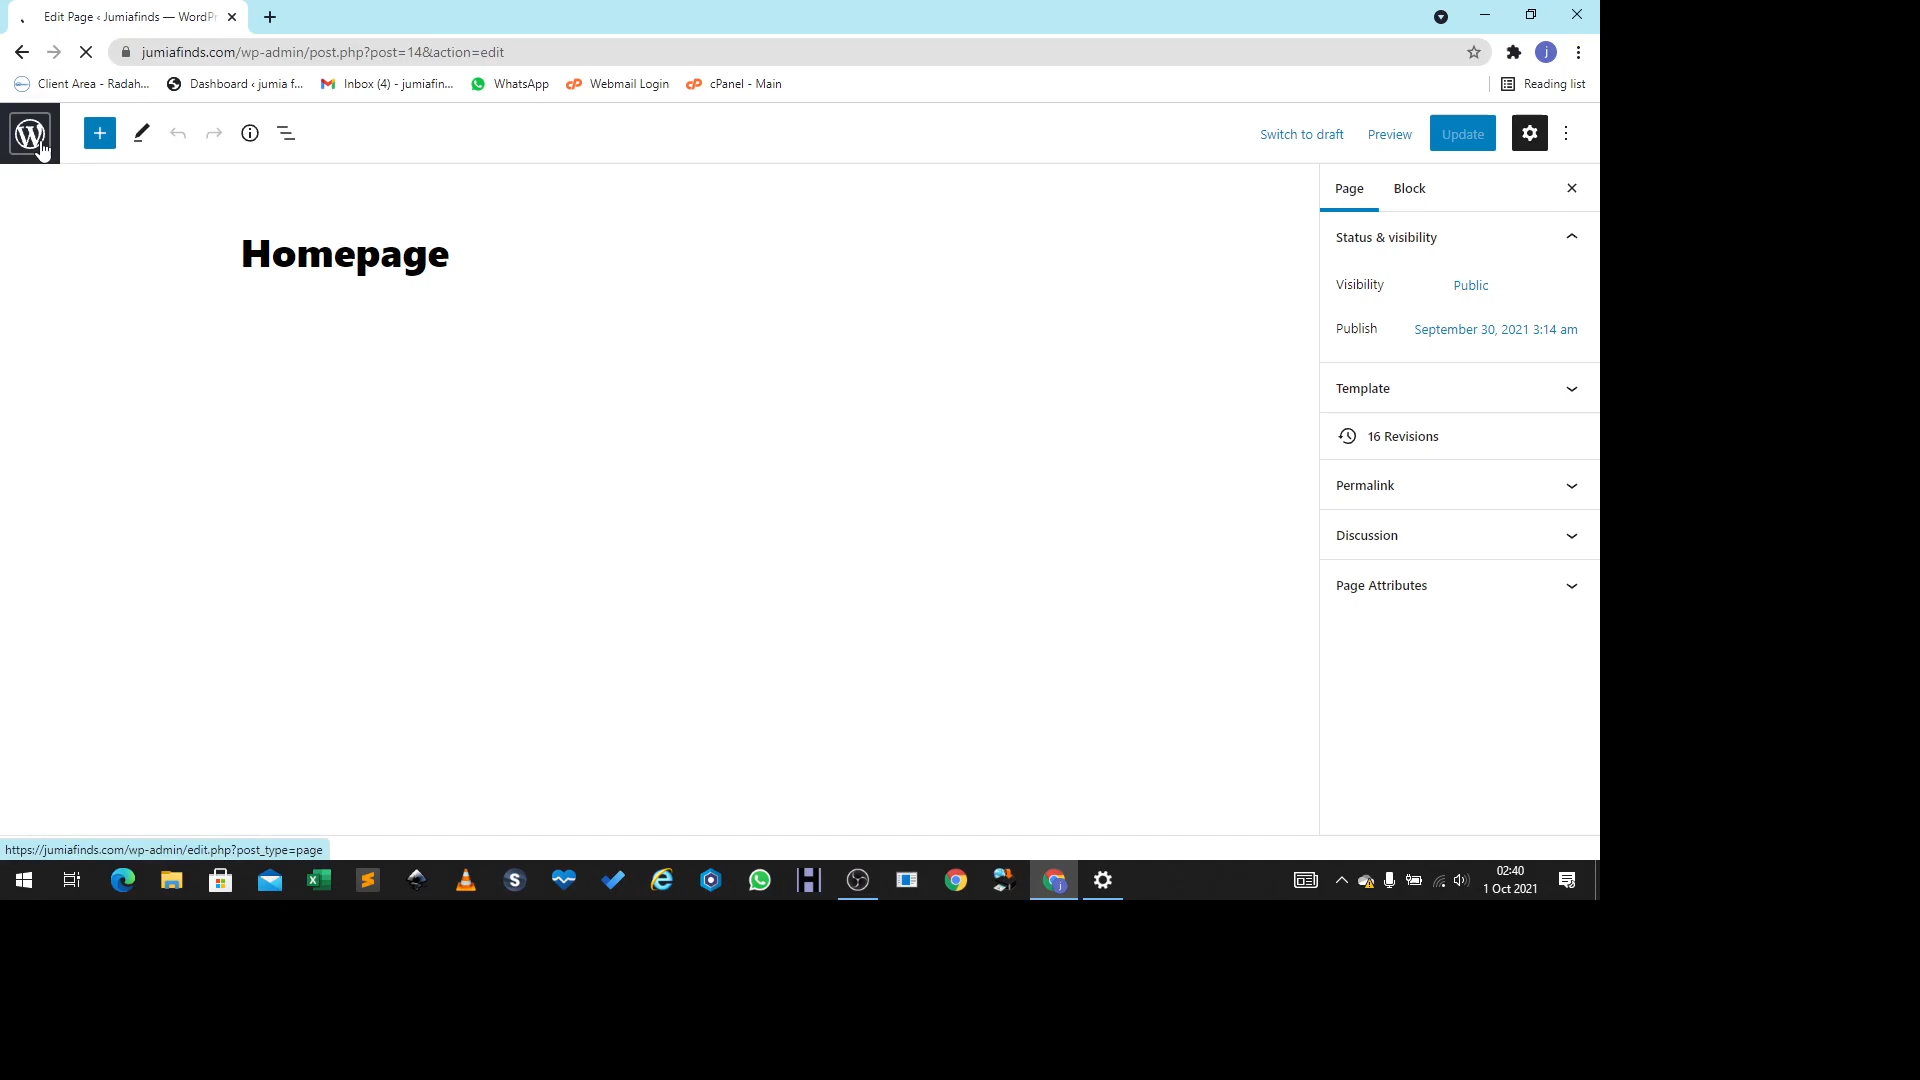 Edit Page ‹ Jumiafinds — WordPr
jumiafinds.com/wp-admin/post.php?post=14&action=edit
j
Client Area - Radah...
Dashboard ‹ jumia f...
Inbox (4) - jumiafin...
WhatsApp
Webmail Login
cPanel - Main
Reading list
Switch to draft
Preview
Update
Page
Block
Homepage
Status & visibility
Visibility
Public
Publish
September 30, 2021 3:14 am
Template
16 Revisions
Permalink
Discussion
Page Attributes
https://jumiafinds.com/wp-admin/edit.php?post_type=page
02:40
1 Oct 2021